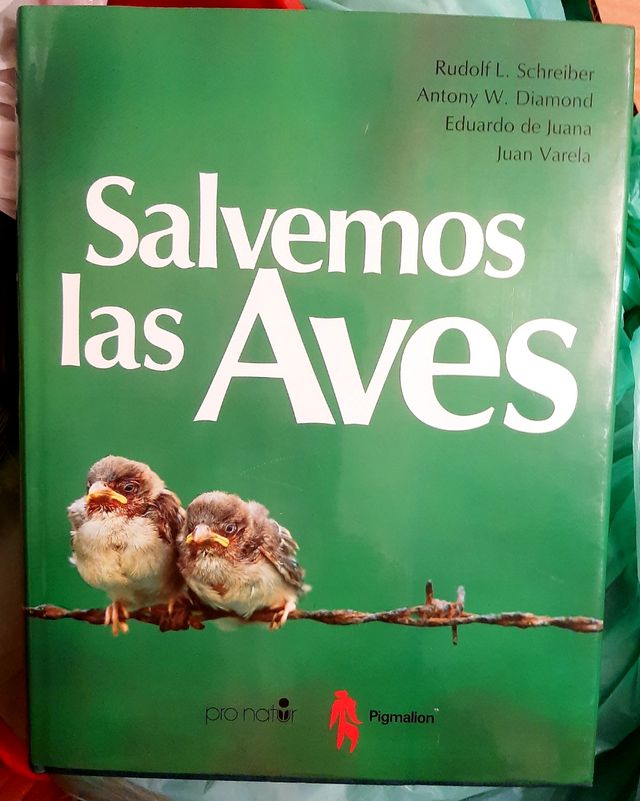 Rudolf L. Schreiber
Antony W. Diamond
Eduardo de Juana
Juan Varela
Salvemos
las Aves
pro natur
Pigmalion